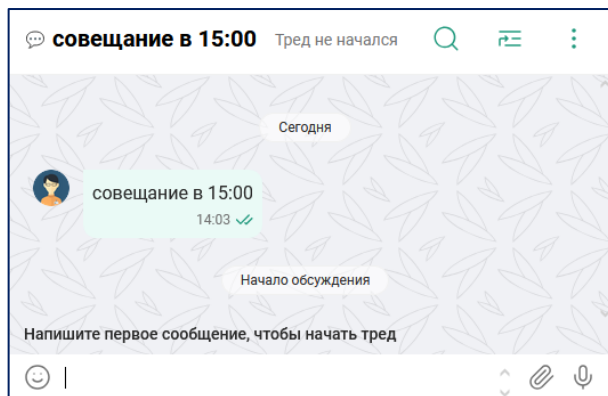 совещание в 15:00 Тред не начался
Сегодня
совещание в 15:00
14:03
Начало обсуждения
Напишите первое сообщение, чтобы начать тред